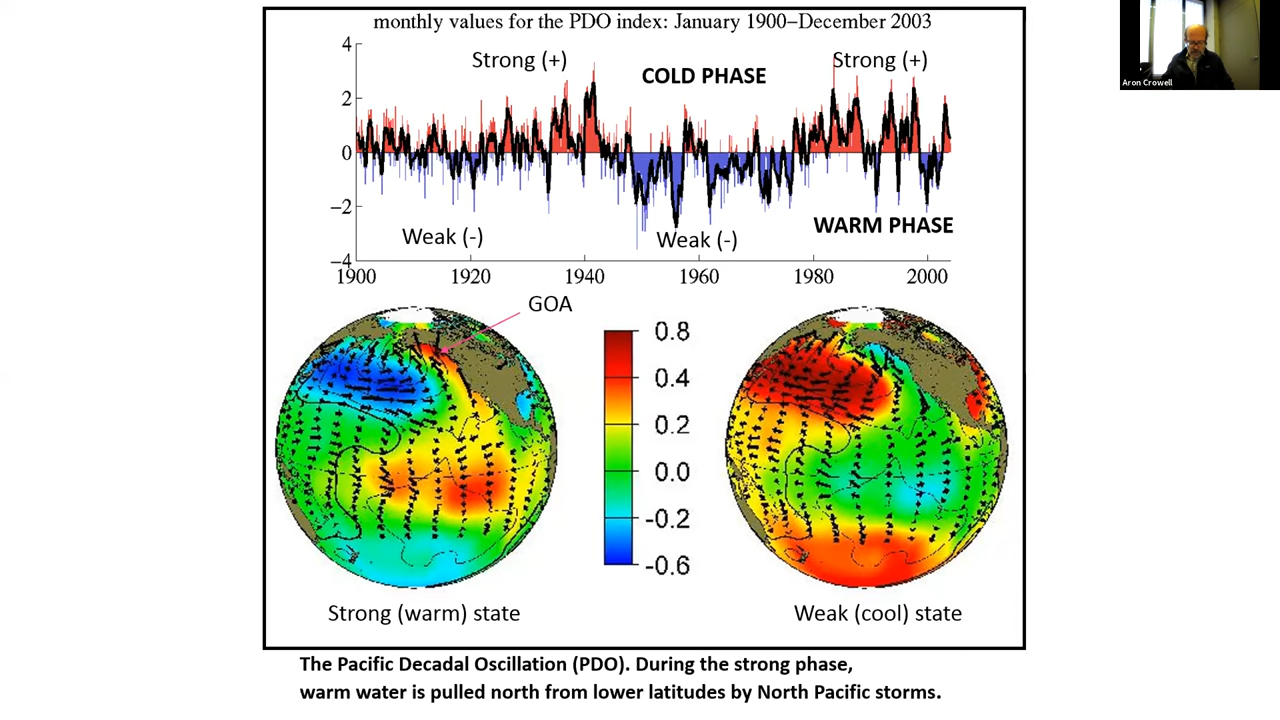 monthly values for the PDO index: January 1900–December 2003
4
Strong (+)
COLD PHASE
Strong (+)
2
0
−2
Weak (-)
Weak (-)
WARM PHASE
−4
1900 1920 1940 1960 1980 2000
GOA
0.8
0.4
0.2
0.0
-0.2
-0.6
Strong (warm) state
Weak (cool) state
The Pacific Decadal Oscillation (PDO). During the strong phase,
warm water is pulled north from lower latitudes by North Pacific storms.
Aron Crowell